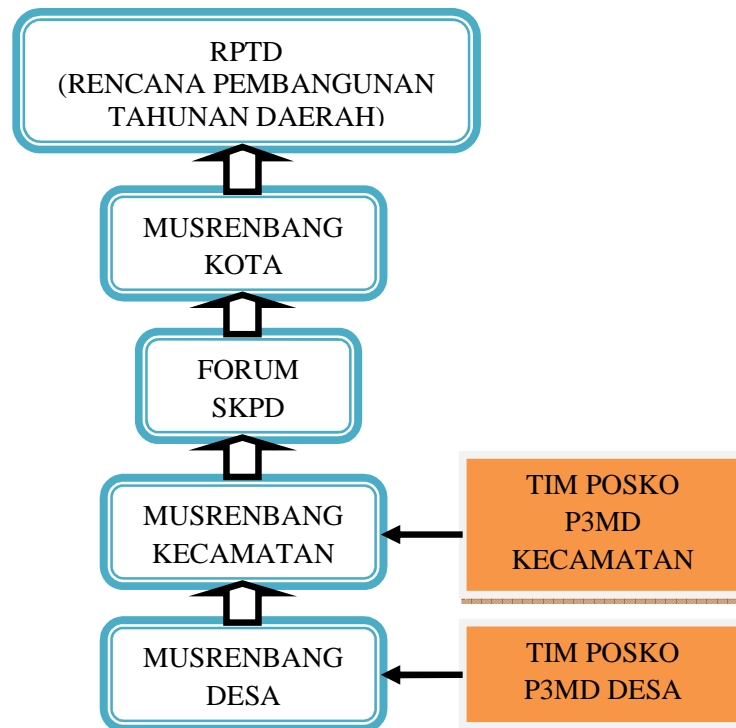 RPTD
(RENCANA PEMBANGUNAN
TAHUNAN DAERAH)
MUSRENBANG
KOTA
FORUM
SKPD
MUSRENBANG
KECAMATAN
TIM POSKO
P3MD
KECAMATAN
MUSRENBANG
DESA
TIM POSKO
P3MD DESA